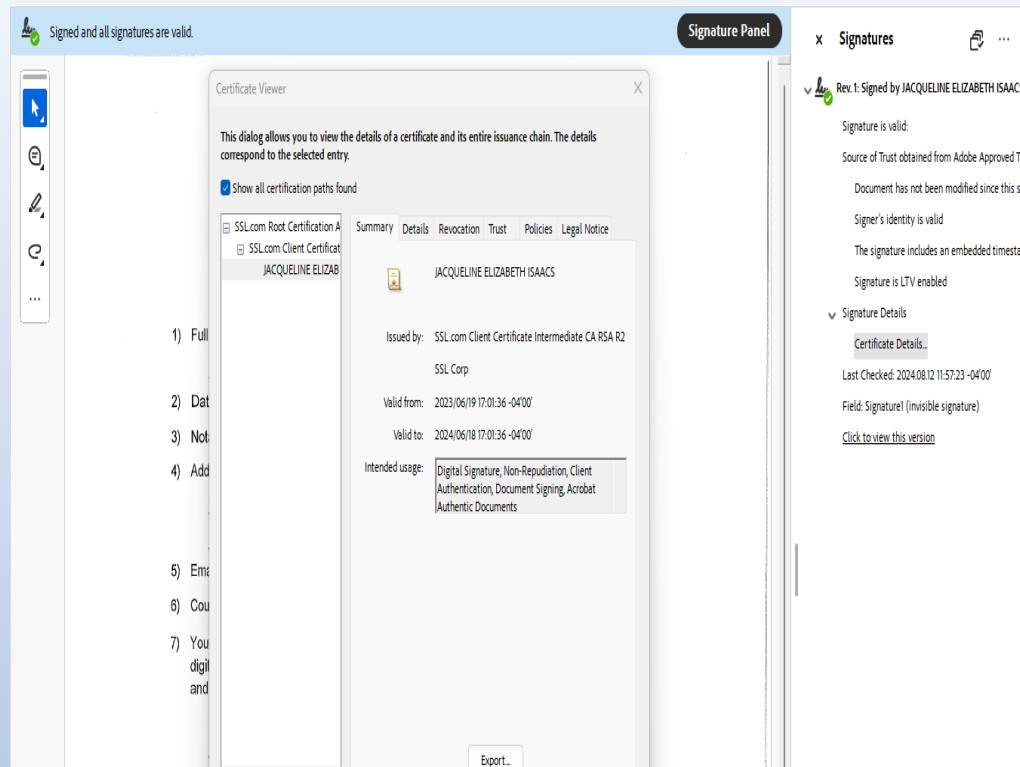 Signed and all signatures are valid.
Signature Panel
Certificate Viewer
X
This dialog allows you to view the details of a certificate and its entire issuance chain. The details
correspond to the selected entry.
Show all certification paths found
SSL.com Root Certification A
SSL.com Client Certificat
JACQUELINE ELIZAB
Summary Details Revocation Trust Policies Legal Notice
JACQUELINE ELIZABETH ISAACS
Issued by: SSL.com Client Certificate Intermediate CA RSA R2
SSL Corp
Valid from: 2023/06/19 17:01:36 -04'00'
Valid to: 2024/06/18 17:01:36 -04'00'
Intended usage: Digital Signature, Non-Repudiation, Client
Authentication, Document Signing, Acrobat
Authentic Documents
Export...
1) Full
2) Dat
3) Not
4) Add
5) Ema
6) Cou
7) You
digit
and
x Signatures
Rev. 1: Signed by JACQUELINE ELIZABETH ISAACS
Signature is valid:
Source of Trust obtained from Adobe Approved T
Document has not been modified since this s
Signer's identity is valid
The signature includes an embedded timesta
Signature is LTV enabled
Signature Details
Certificate Details...
Last Checked: 2024.08.12 11:57:23 -04'00'
Field: Signature1 (invisible signature)
Click to view this version